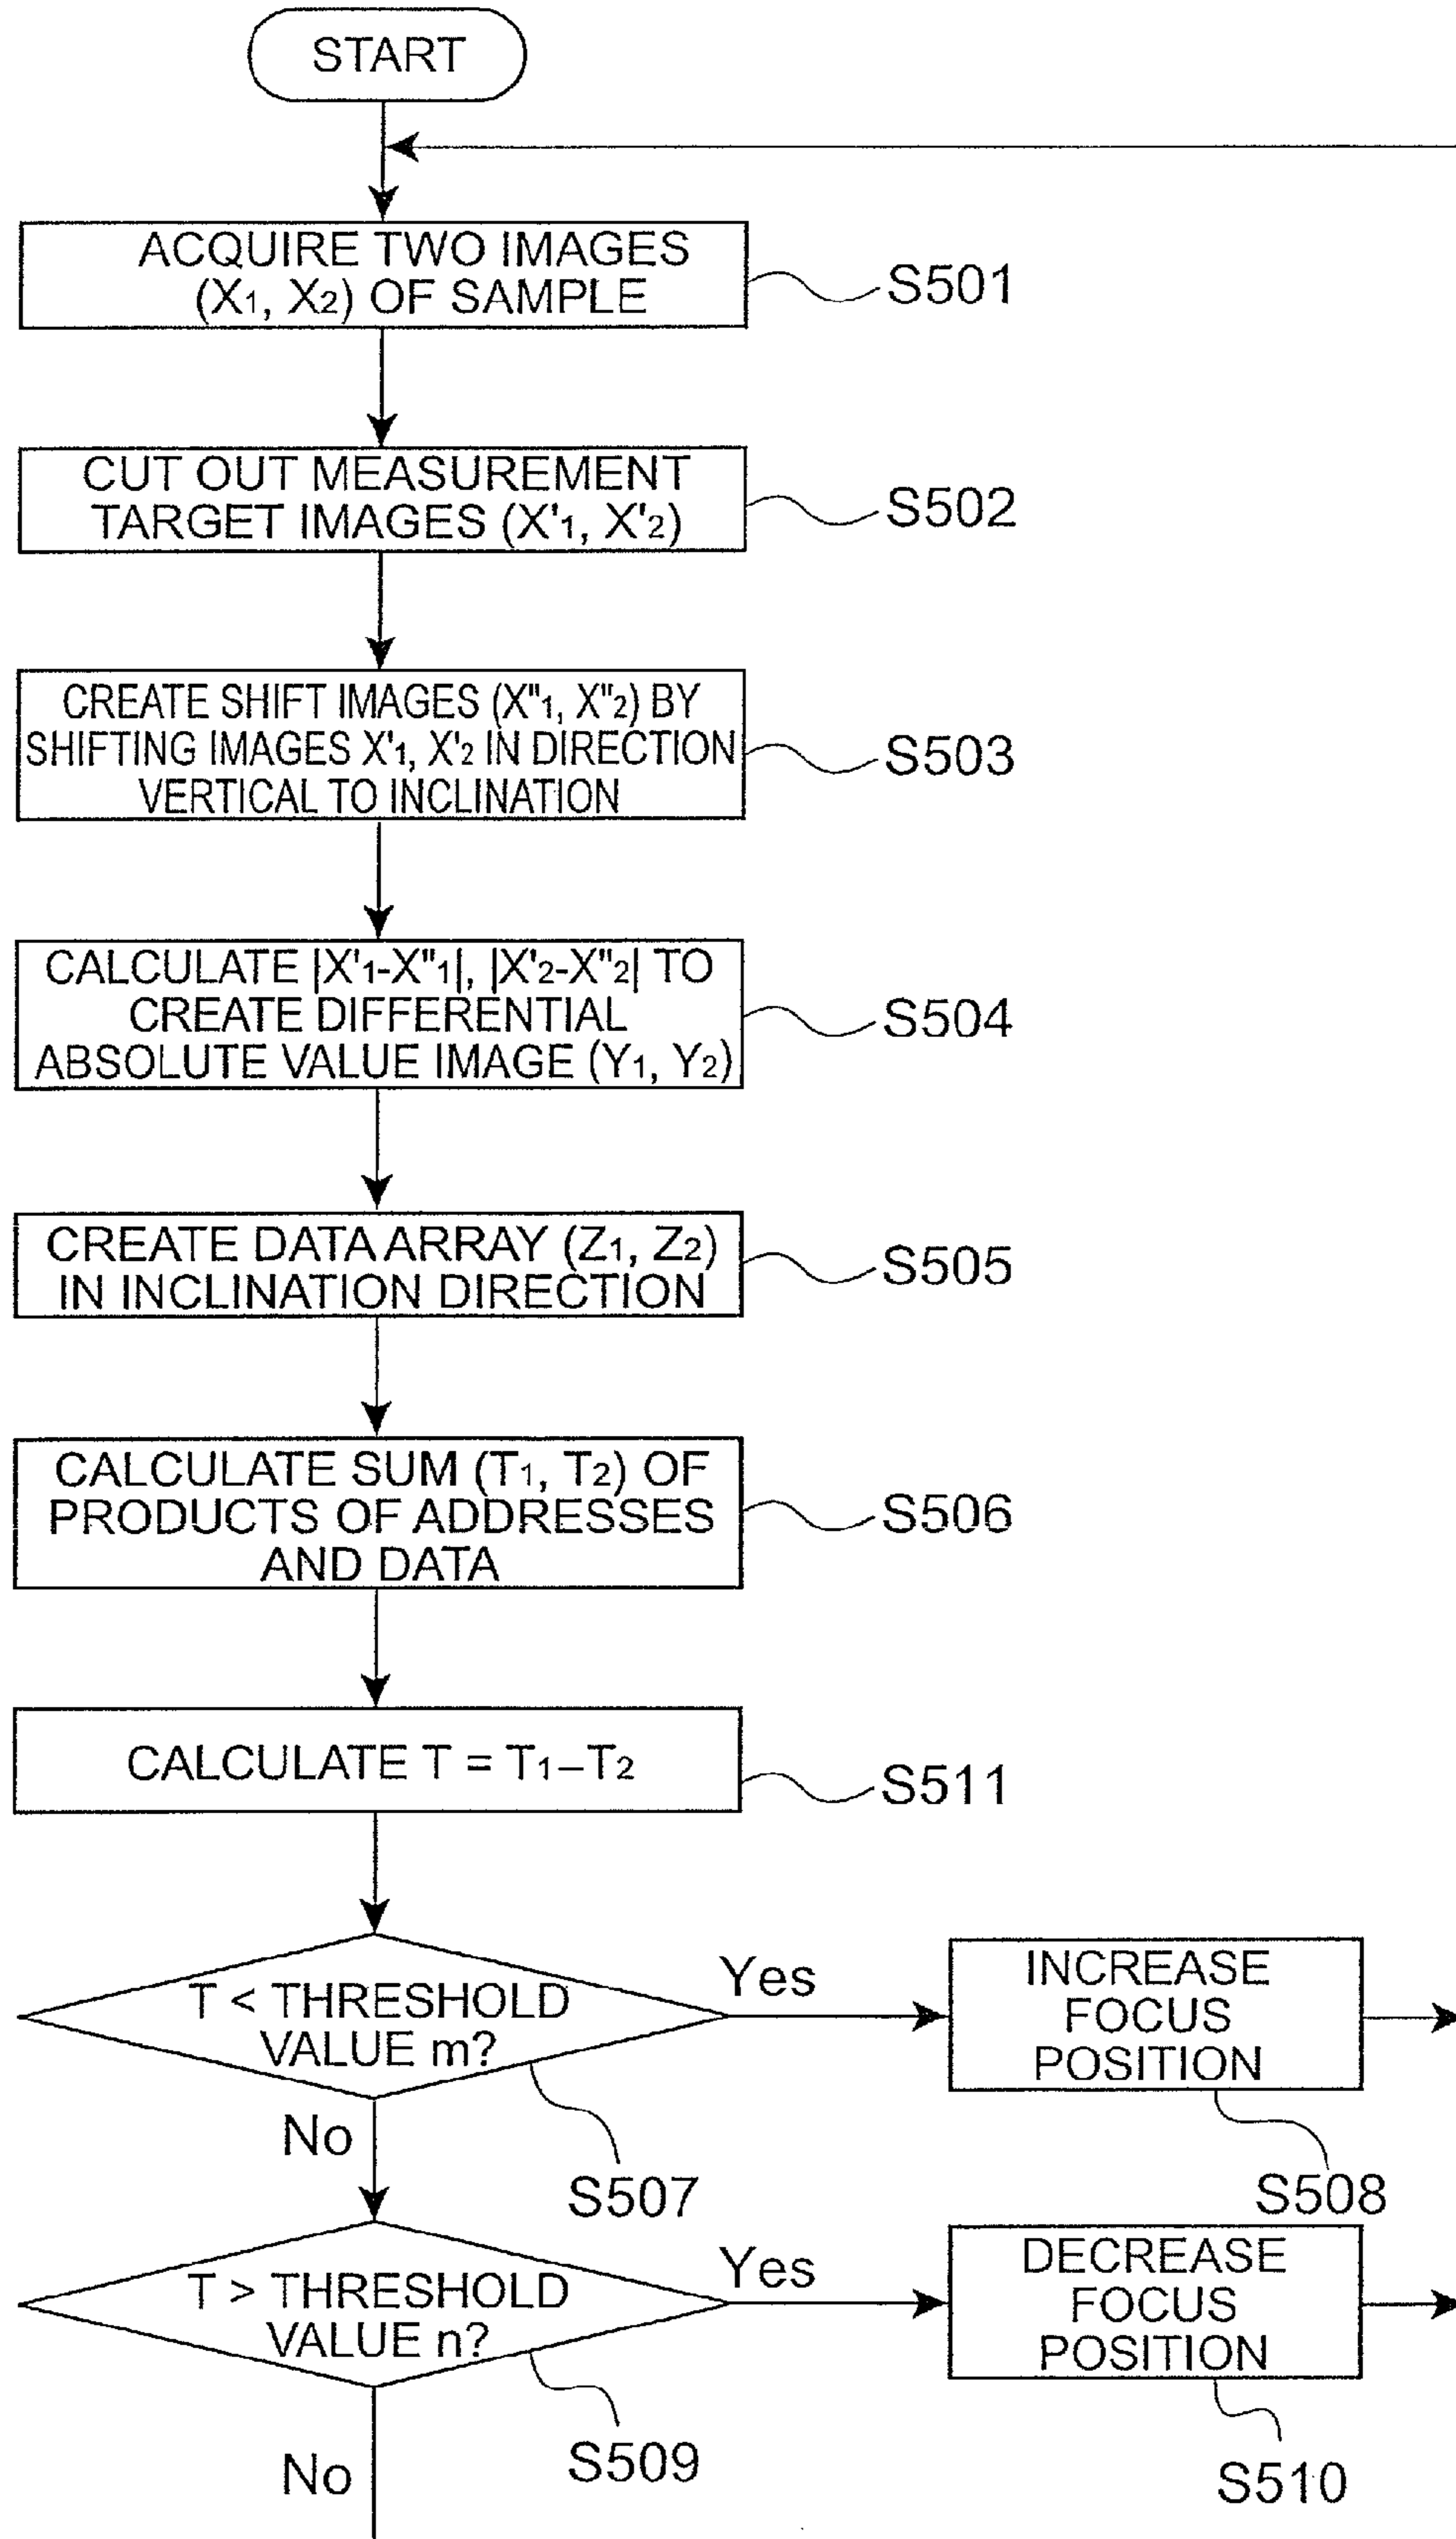 START
ACQUIRE TWO IMAGES
(X1, X2) OF SAMPLE
S501
CUT OUT MEASUREMENT
TARGET IMAGES (X'1, X'2)
S502
CREATE SHIFT IMAGES (X"1, X"2) BY
SHIFTING IMAGES X'1, X'2 IN DIRECTION
VERTICAL TO INCLINATION
S503
CALCULATE |X'1-X"1|, |X'2-X"2| TO
CREATE DIFFERENTIAL
ABSOLUTE VALUE IMAGE (Y1, Y2)
S504
CREATE DATA ARRAY (Z1, Z2)
IN INCLINATION DIRECTION
S505
CALCULATE SUM (T1, T2) OF
PRODUCTS OF ADDRESSES
AND DATA
S506
CALCULATE T = T1–T2
S511
T < THRESHOLD
VALUE m?
Yes
No
S507
INCREASE
FOCUS
POSITION
S508
T > THRESHOLD
VALUE n?
Yes
No
S509
DECREASE
FOCUS
POSITION
S510